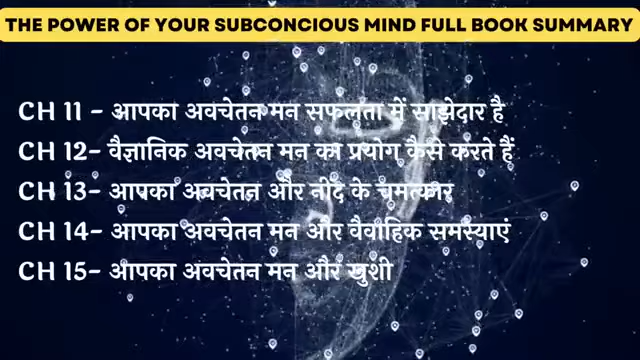 THE POWER OF YOUR SUBCONCIOUS MIND FULL BOOK SUMMARY
CH 11 - आपका अवचेतन मन सफलता में साझेदार है
CH 12- वैज्ञानिक अवचेतन मन का प्रयोग कैसे करते हैं
CH 13- आपका अवचेतन और नींद के चमत्कार
CH 14- आपका अवचेतन मन और वैवाहिक समस्याएं
CH 15- आपका अवचेतन मन और खुशी